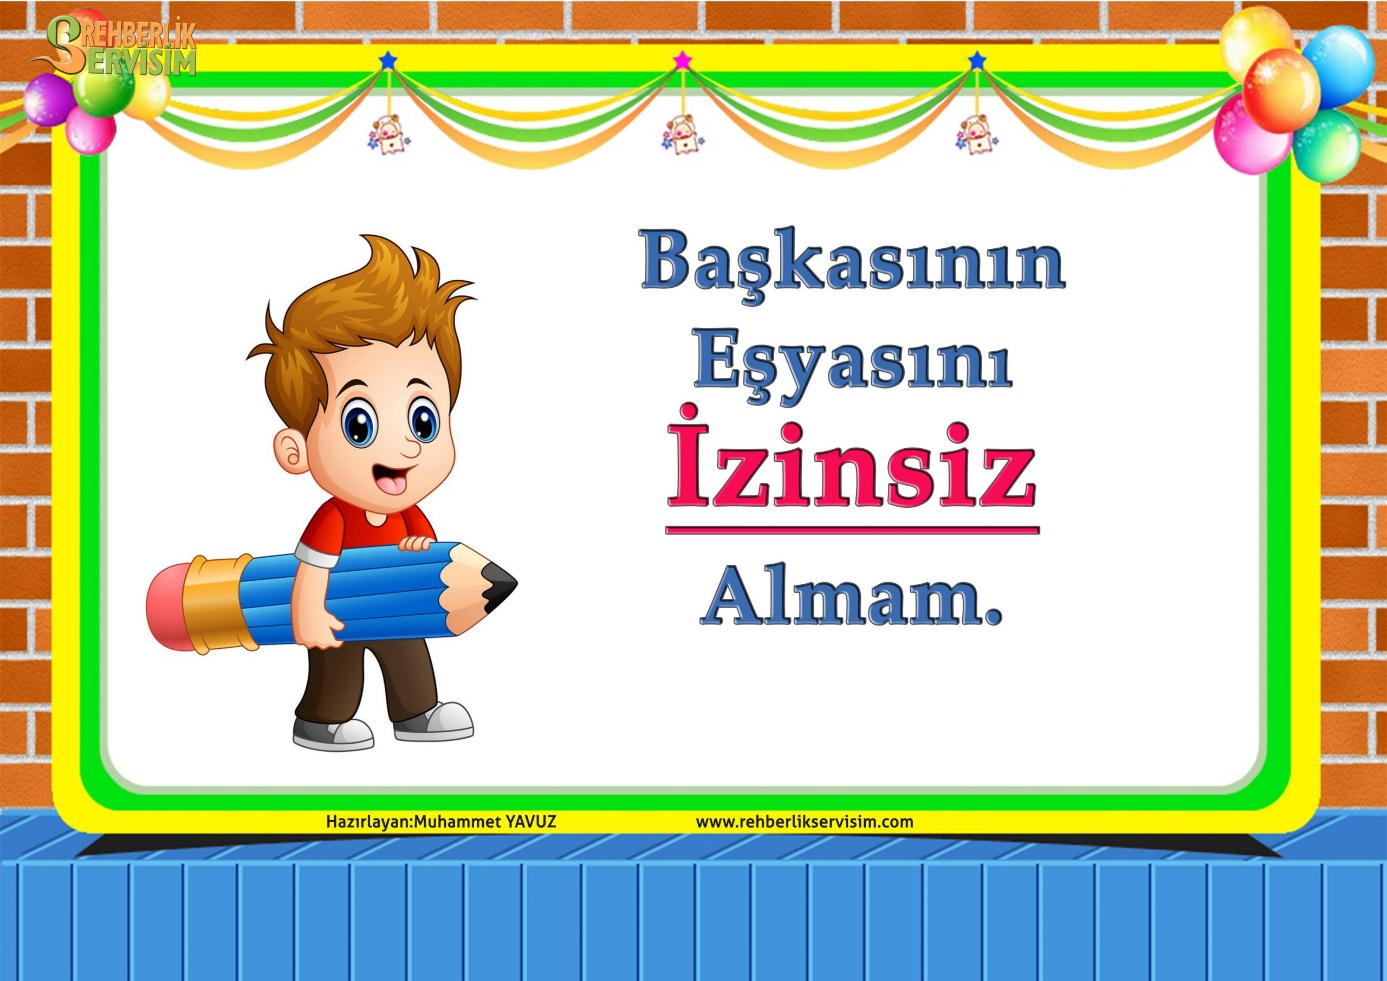 REHBERLİK
SERVİSİM
Başkasının
Eşyasını
İzinsiz
Almam.
Hazırlayan:Muhammet YAVUZ
www.rehberlikservisim.com